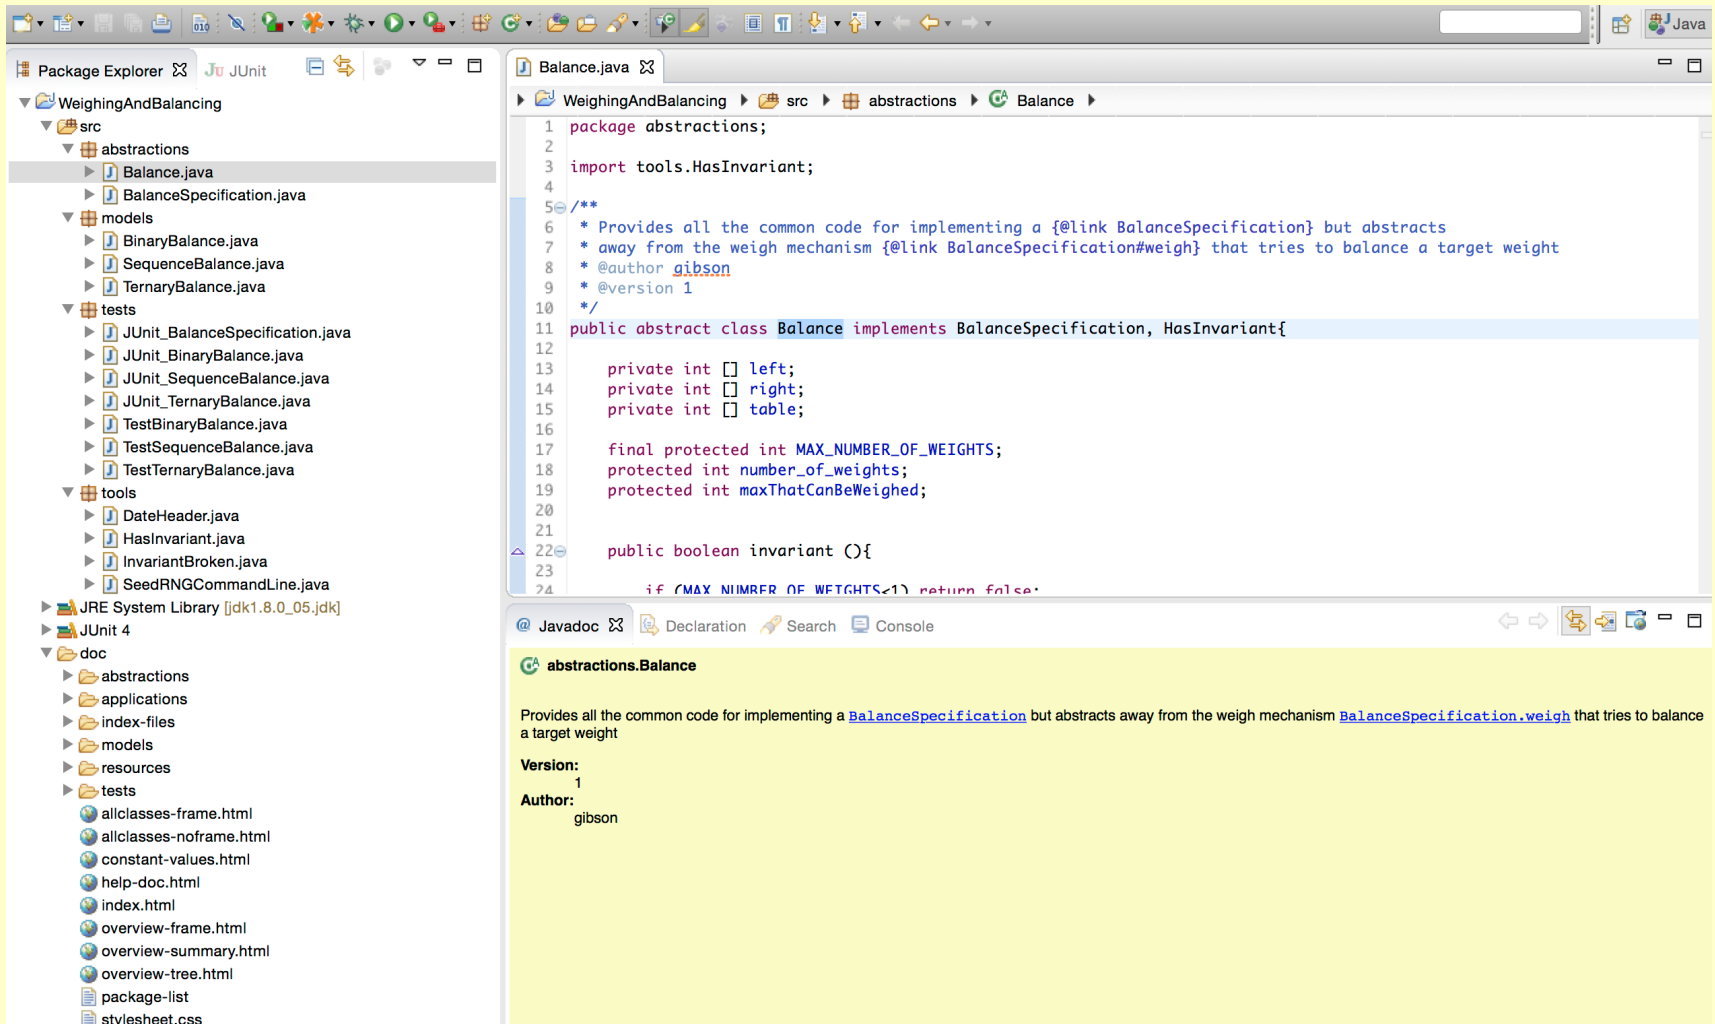 Java
Package Explorer
JUnit
WeighingAndBalancing
src
abstractions
Balance.java
BalanceSpecification.java
models
BinaryBalance.java
SequenceBalance.java
TernaryBalance.java
tests
JUnit_BalanceSpecification.java
JUnit_BinaryBalance.java
JUnit_SequenceBalance.java
JUnit_TernaryBalance.java
TestBinaryBalance.java
TestSequenceBalance.java
TestTernaryBalance.java
tools
DateHeader.java
HasInvariant.java
InvariantBroken.java
SeedRNGCommandLine.java
JRE System Library [jdk1.8.0_05.jdk]
JUnit 4
doc
abstractions
applications
index-files
models
resources
tests
allclasses-frame.html
allclasses-noframe.html
constant-values.html
help-doc.html
index.html
overview-frame.html
overview-summary.html
overview-tree.html
package-list
stylesheet.css
Balance.java
WeighingAndBalancing src abstractions Balance
1 package abstractions;
2
3 import tools.HasInvariant;
4
5 /**
6 * Provides all the common code for implementing a {@link BalanceSpecification} but abstracts
7 * away from the weigh mechanism {@link BalanceSpecification#weigh} that tries to balance a target weight
8 * @author gibson
9 * @version 1
10 */
11 public abstract class Balance implements BalanceSpecification, HasInvariant{
12
13 private int [] left;
14 private int [] right;
15 private int [] table;
16
17 final protected int MAX_NUMBER_OF_WEIGHTS;
18 protected int number_of_weights;
19 protected int maxThatCanBeWeighed;
20
21
22 public boolean invariant (){
23
24 if (MAX_NUMBER_OF_WEIGHTS<1) return false;
@ Javadoc Declaration Search Console
abstractions.Balance
Provides all the common code for implementing a BalanceSpecification but abstracts away from the weigh mechanism BalanceSpecification.weigh that tries to balance
a target weight
Version:
1
Author:
gibson